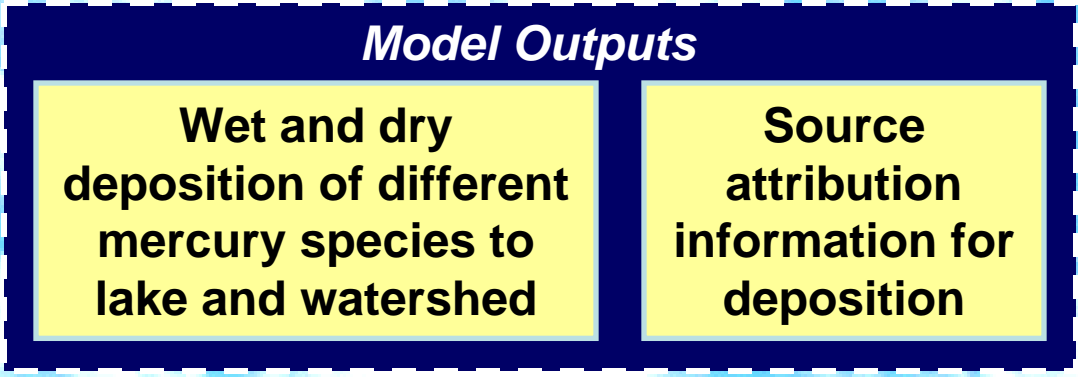 Model Outputs
Wet and dry
deposition of different
mercury species to
lake and watershed
Source
attribution
information for
deposition